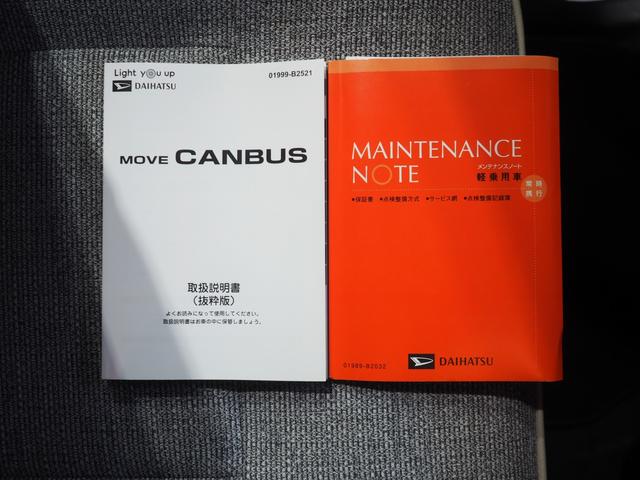 Light you up
01999-B2521
DAIHATSU
MOVE CANBUS
取扱説明書
(抜粋版)
よくお読みになって使用してください。
取扱説明書はお車の中に保管しましょう。
MAINTENANCE
NOTE
メンテナンスノート
軽乗用車
常時
携行
●保証書 ●点検整備方式 ●サービス網 ●点検整備記録簿
01989-B2032
DAIHATSU